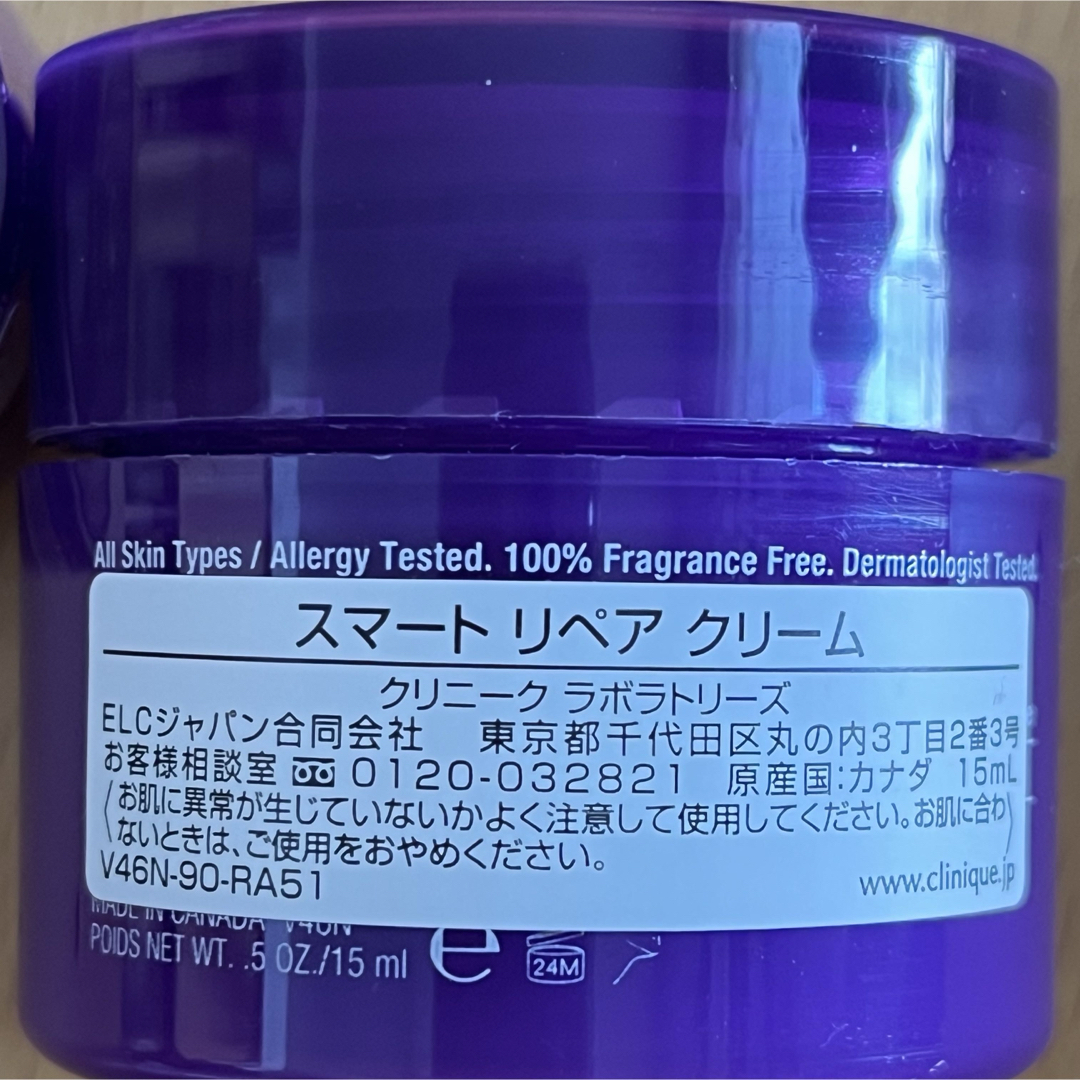 All Skin Types / Allergy Tested. 100% Fragrance Free. Dermatologist Tested.
スマート リペア クリーム
クリニーク ラボラトリーズ
ELCジャパン合同会社 東京都千代田区丸の内3丁目2番3号
お客様相談室 0120-032821 原産国:カナダ 15mL
お肌に異常が生じていないかよく注意して使用してください。お肌に合わ
ないときは、ご使用をおやめください。
V46N-90-RA51
www.clinique.jp
MADE IN CANADA V46N
POIDS NET WT. .5 OZ./15 ml e 24M